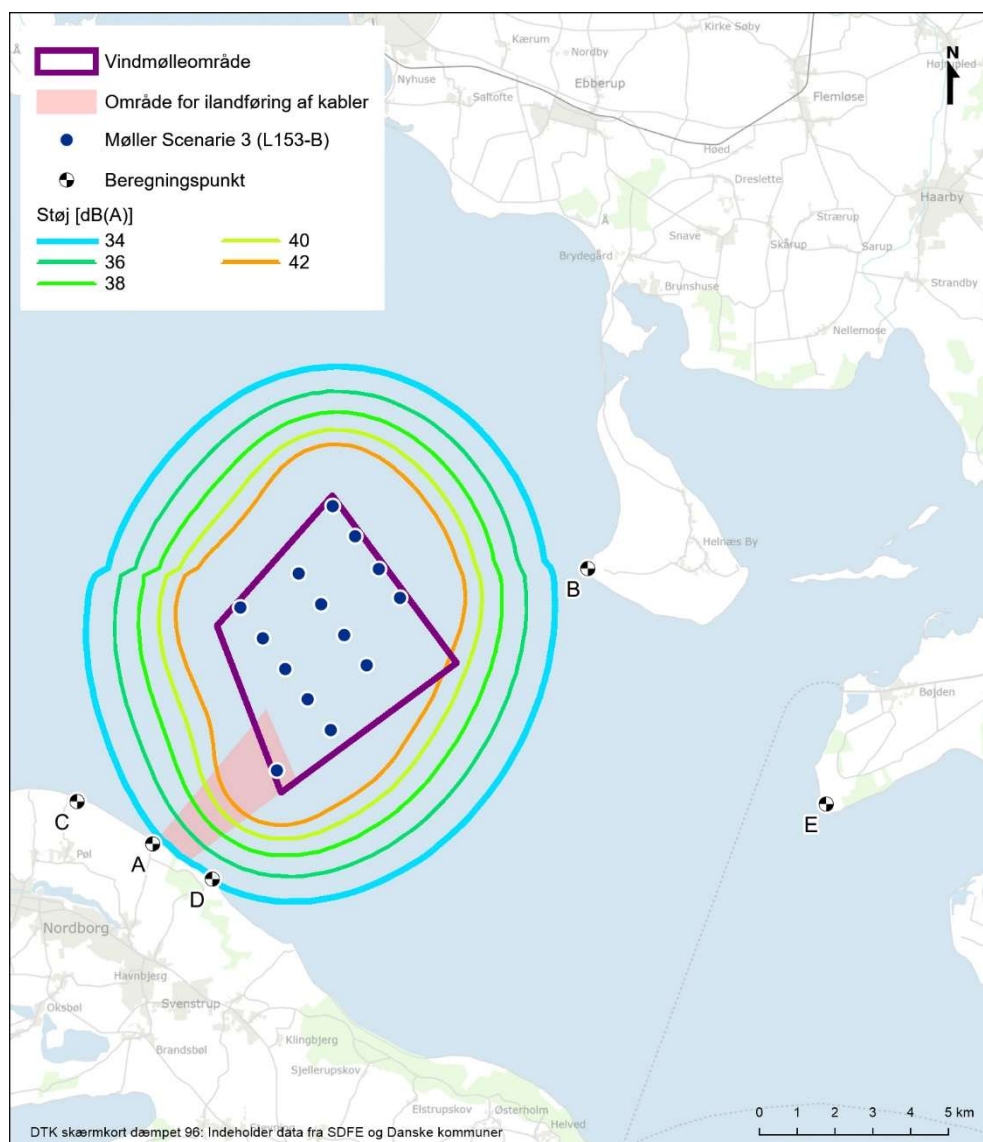 Vindmølleområde
Område for ilandføring af kabler
Møller Scenarie 3 (L153-B)
Beregningspunkt
Støj [dB(A)]
34
40
36
42
38
N
Kirke Søby
Kærum
Nordby
Ebberup
Nyhuse
Saltofte
Flemløse
Høed
Dreslette
Haarby
Å
Strærup
Snave
Skårup
Sarup
Brydegård
Brunshuse
Strandby
Nellemose
Helnæs By
B
Bøjden
C
E
A
Pøl
D
Nordborg
Havnbjerg
Svenstrup
Oksbøl
Klingbjerg
Brandsbøl
Sjellerupskov
Elstrupskov
Østerholm
Helved
0 1 2 3 4 5 km
DTK skærmkort dæmpet 96: Indeholder data fra SDFE og Danske kommuner